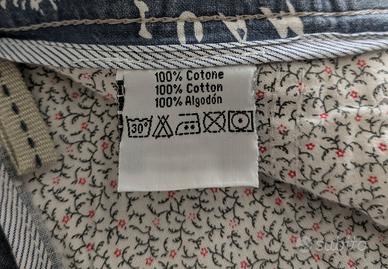 100% Cotone
100% Cotton
100% Algodón
30°
subito